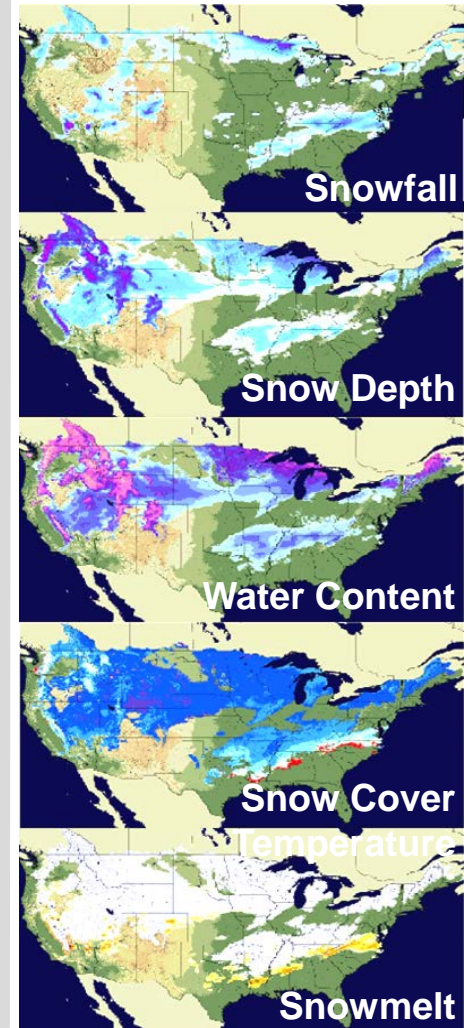 Snowfall
Snow Depth
Water Content
Snow Cover
Temperature
Snowmelt